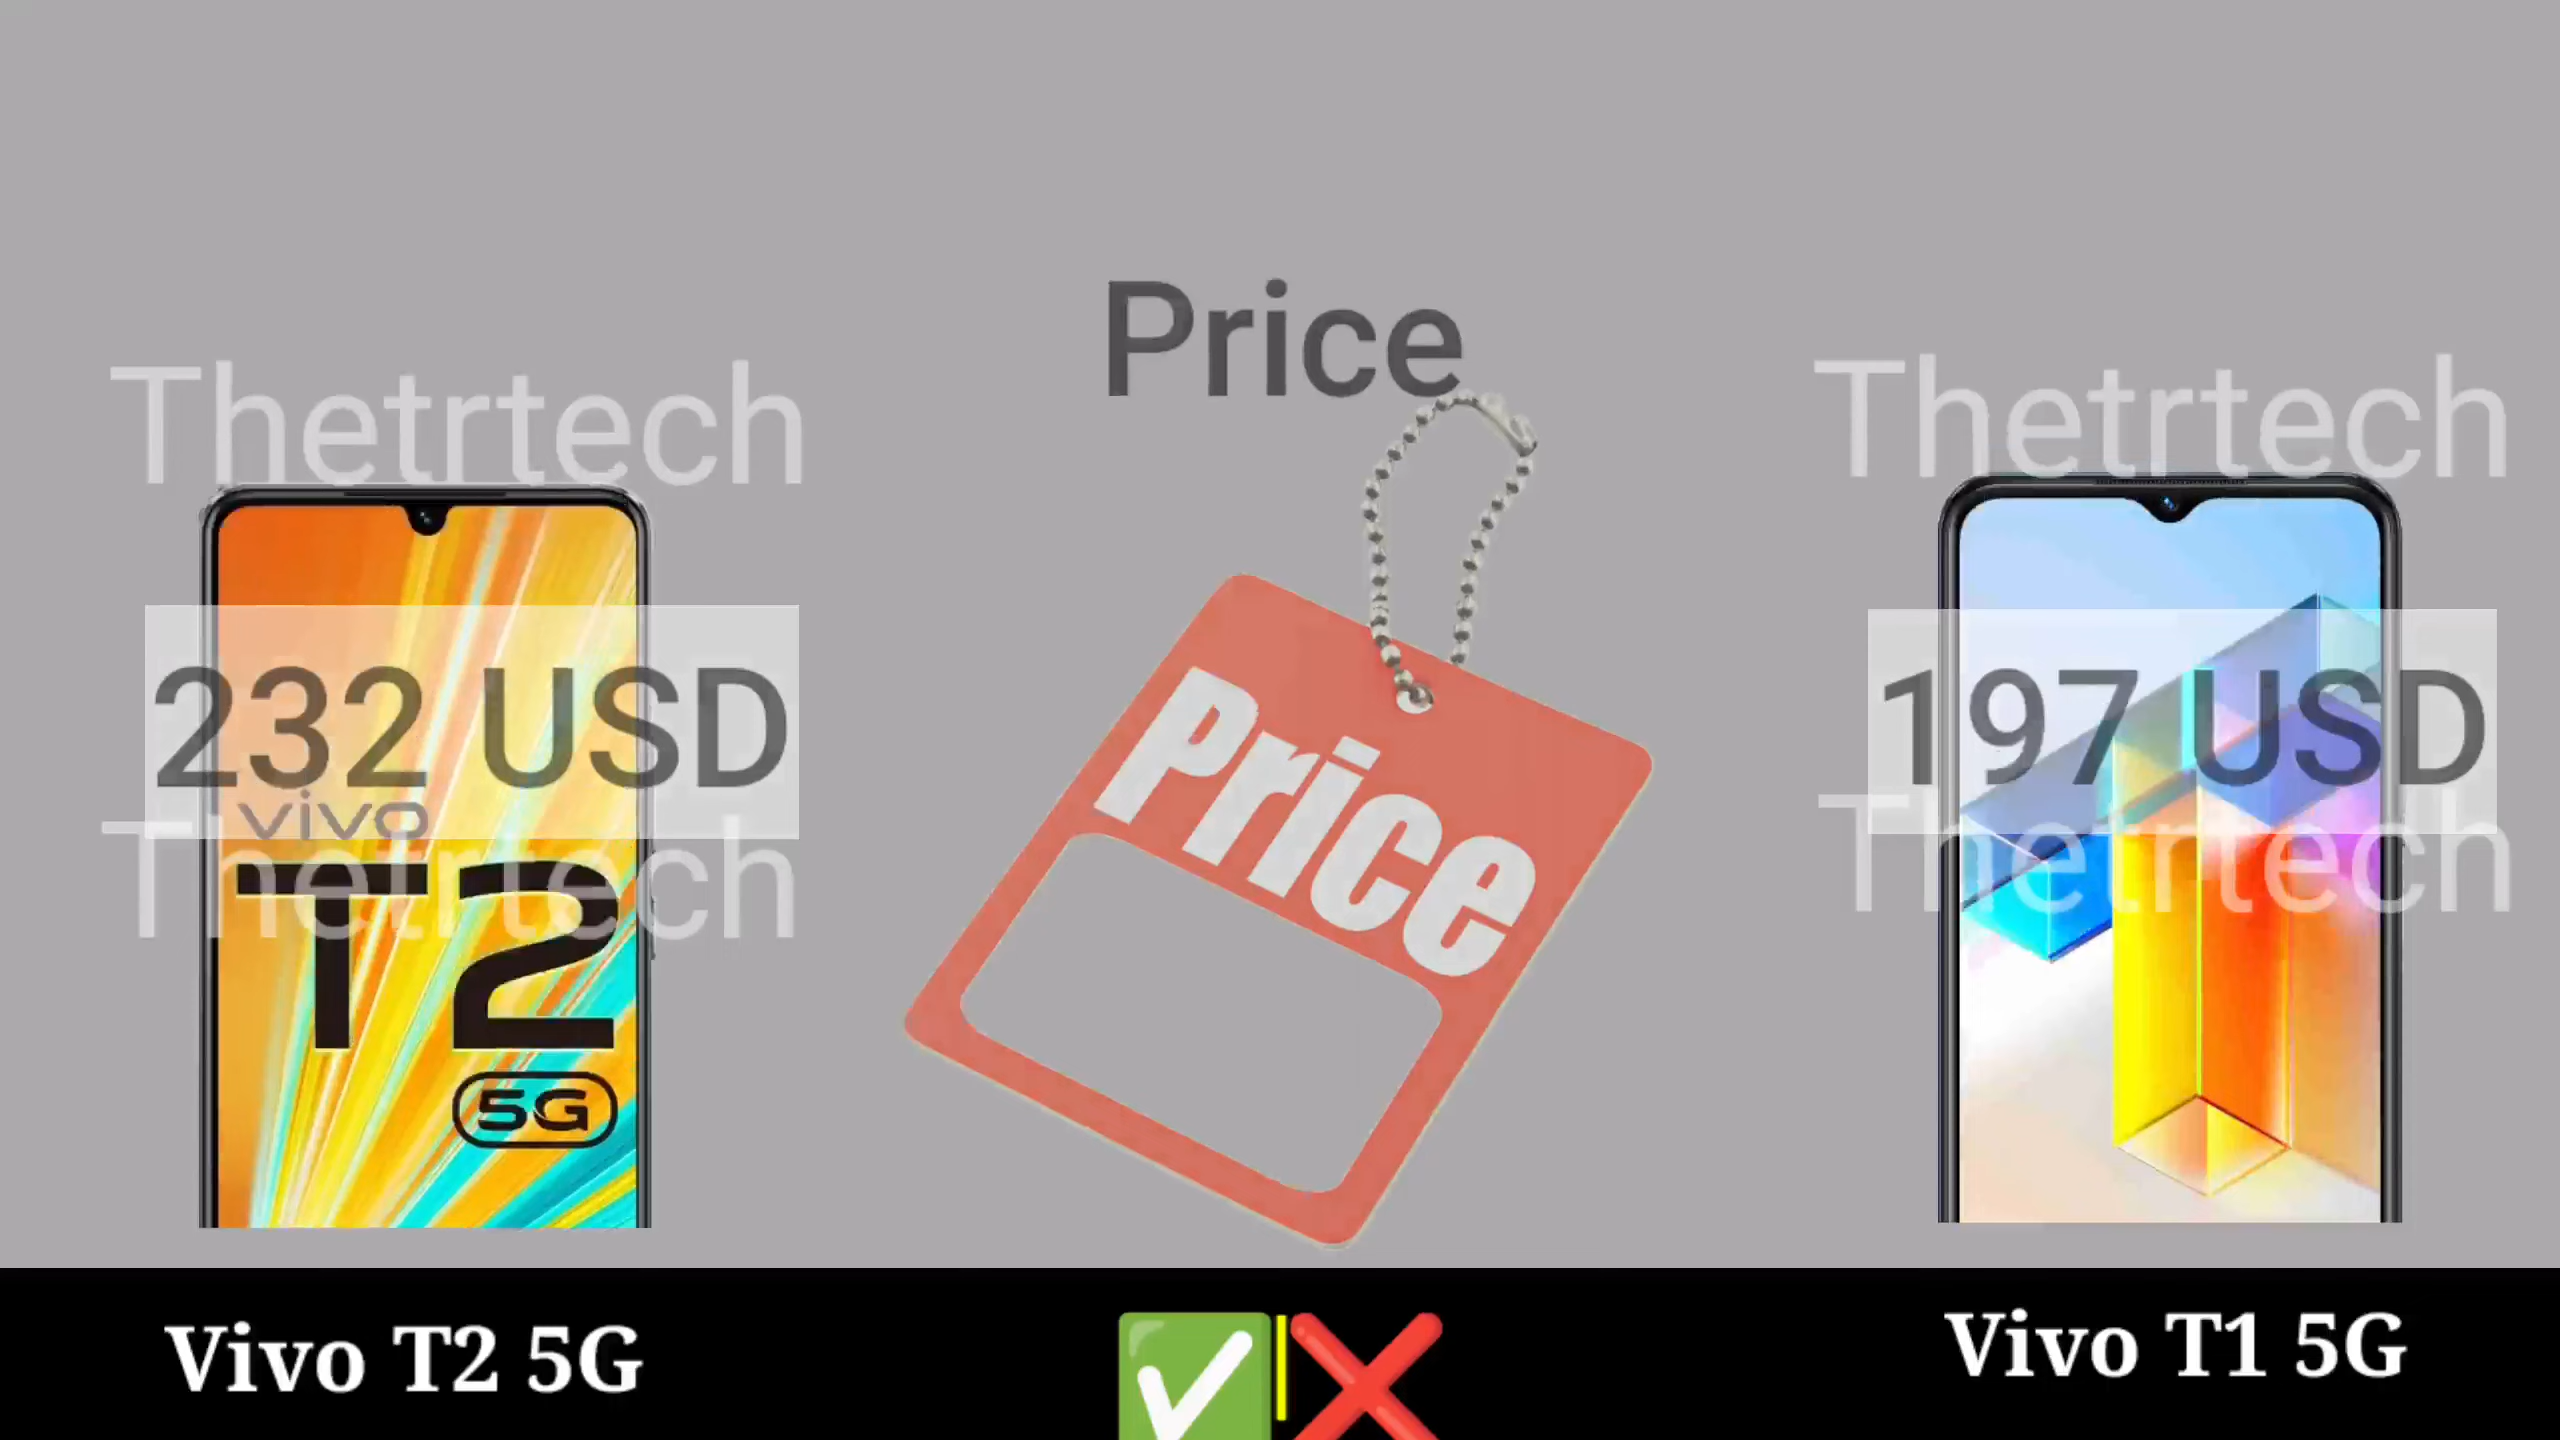 Price
Thetrtech
Thetrtech
232 USD
197 USD
vivo
Thetrtech
Thetrtech
T2
5G
Price
Vivo T2 5G
Vivo T1 5G